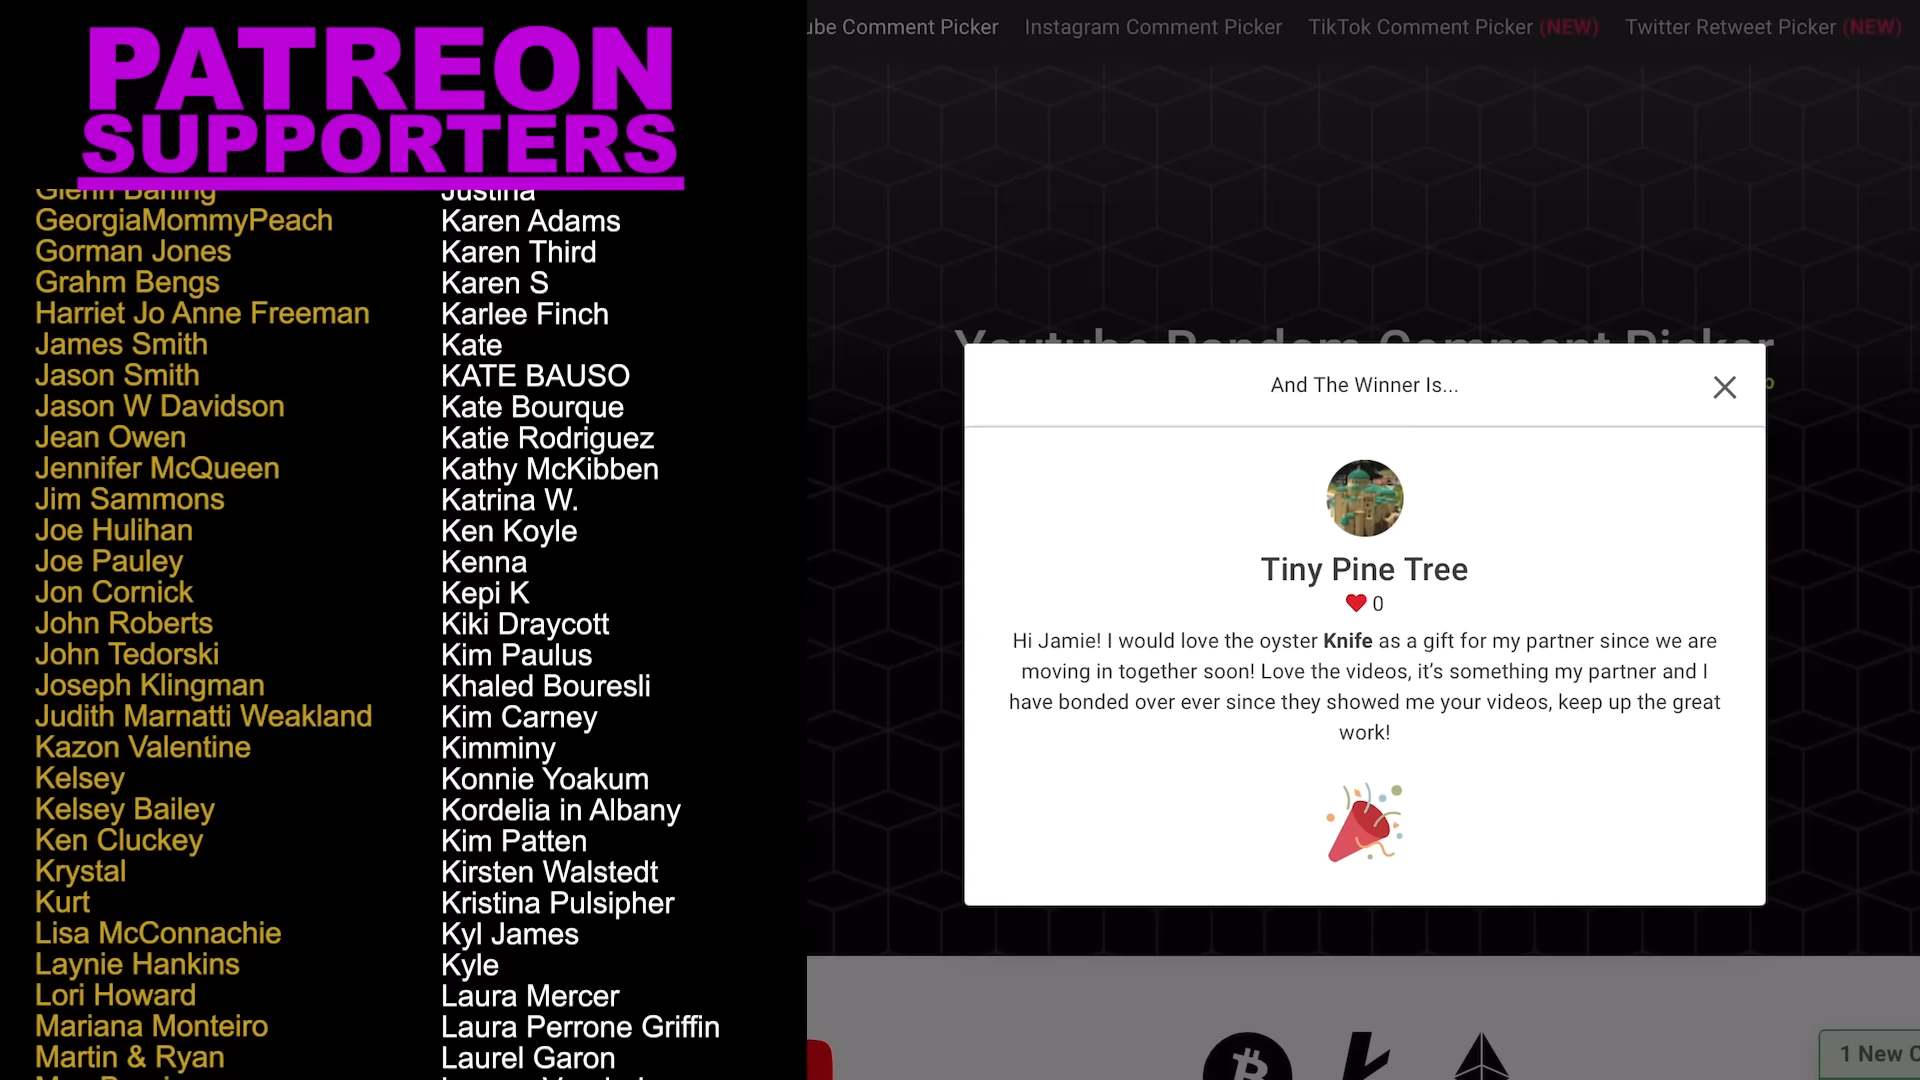 PATREON
SUPPORTERS
Justina
GeorgiaMommyPeach
Gorman Jones
Grahm Bengs
Harriet Jo Anne Freeman
James Smith
Jason Smith
Jason W Davidson
Jean Owen
Jennifer McQueen
Jim Sammons
Joe Hulihan
Joe Pauley
Jon Cornick
John Roberts
John Tedorski
Joseph Klingman
Judith Marnatti Weakland
Kazon Valentine
Kelsey
Kelsey Bailey
Ken Cluckey
Krystal
Kurt
Lisa McConnachie
Laynie Hankins
Lori Howard
Mariana Monteiro
Martin & Ryan
Karen Adams
Karen Third
Karen S
Karlee Finch
Kate
KATE BAUSO
Kate Bourque
Katie Rodriguez
Kathy McKibben
Katrina W.
Ken Koyle
Kenna
Kepi K
Kiki Draycott
Kim Paulus
Khaled Bouresli
Kim Carney
Kimminy
Konnie Yoakum
Kordelia in Albany
Kim Patten
Kirsten Walstedt
Kristina Pulsipher
Kyl James
Kyle
Laura Mercer
Laura Perrone Griffin
Laurel Garon
Comment Picker Instagram Comment Picker TikTok Comment Picker (NEW) Twitter Retweet Picker (NEW)
Youtube Random Comment Picker
And The Winner Is...
Tiny Pine Tree
0
Hi Jamie! I would love the oyster Knife as a gift for my partner since we are
moving in together soon! Love the videos, it's something my partner and I
have bonded over ever since they showed me your videos, keep up the great
work!
1 New